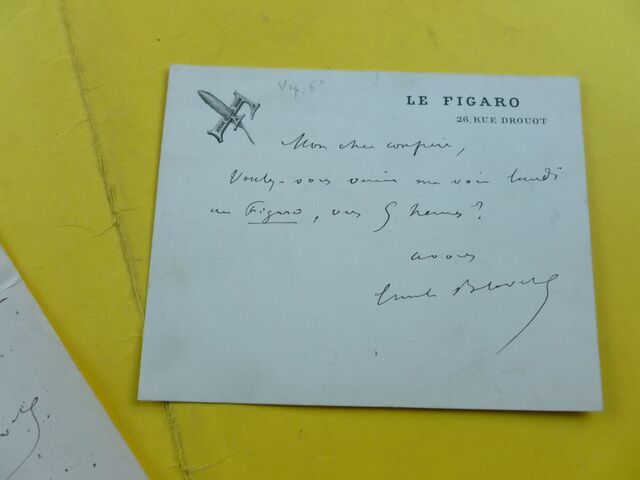 LE FIGARO
26, RUE DROUOT
Mon cher confrère,
Voulez-vous venir me voir lundi
au Figaro, vers 5 heures ?
à vous
Emile Blavet